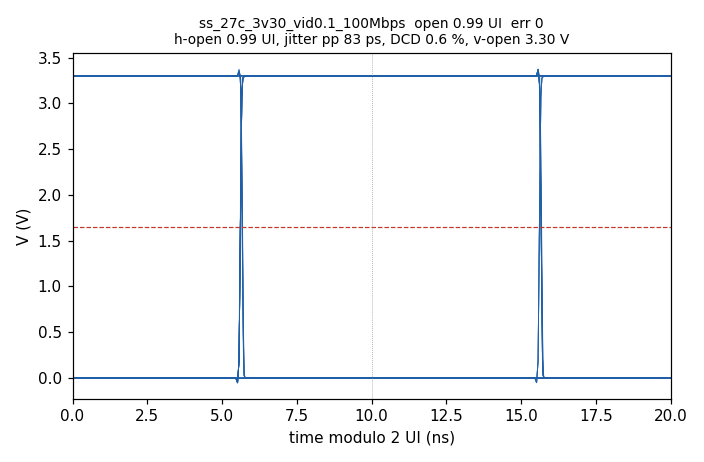 ss_27c_3v30_vid0.1_100Mbps  open 0.99 UI  err 0
h-open 0.99 UI, jitter pp 83 ps, DCD 0.6 %, v-open 3.30 V
3.5
3.0
2.5
2.0
1.5
1.0
0.5
0.0
V (V)
0.0 2.5 5.0 7.5 10.0 12.5 15.0 17.5 20.0
time modulo 2 UI (ns)